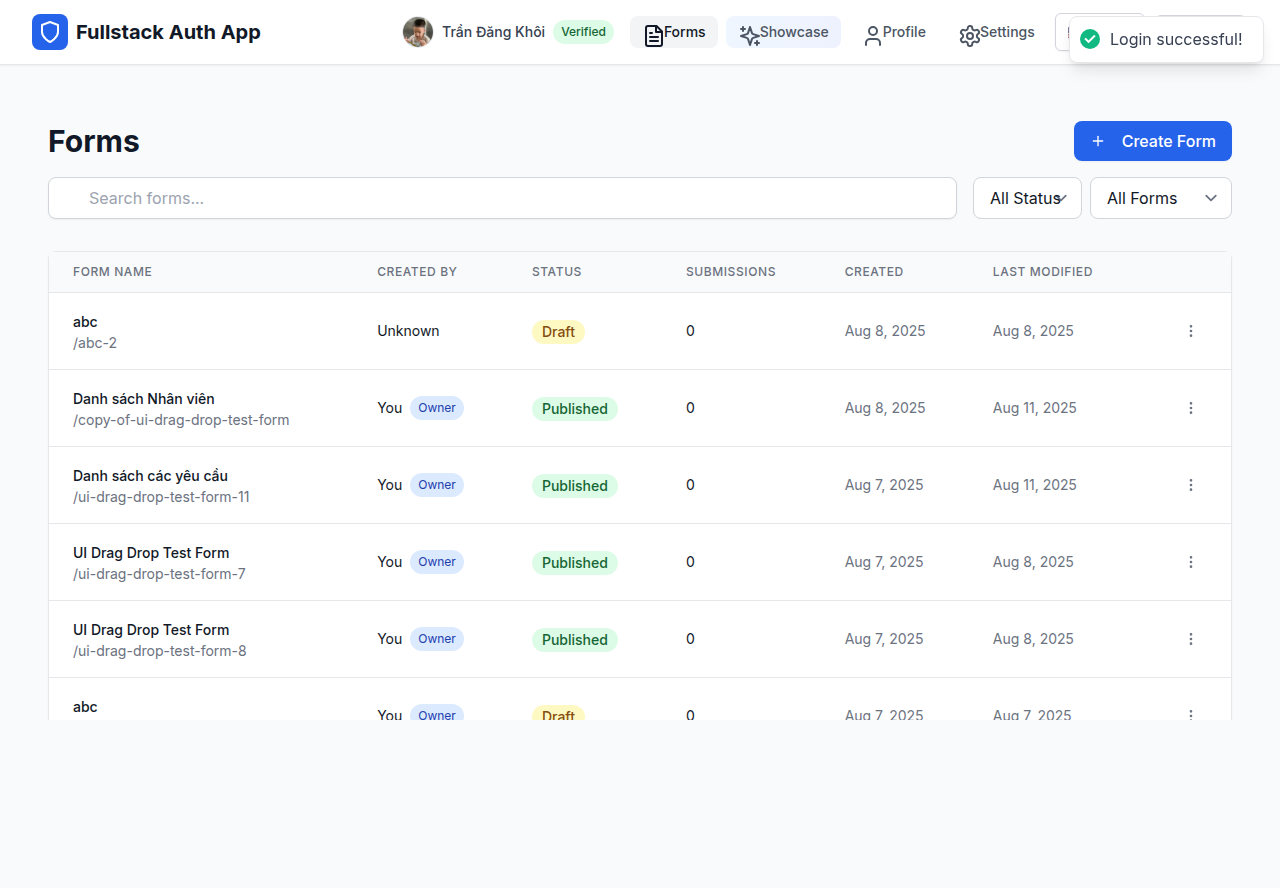 Fullstack Auth App
Trần Đăng Khôi Verified Forms Showcase Profile Settings
Login successful!
Forms
Create Form
Search forms...
All Status All Forms
FORM NAME CREATED BY STATUS SUBMISSIONS CREATED LAST MODIFIED
abc
/abc-2
Unknown Draft 0 Aug 8, 2025 Aug 8, 2025
Danh sách Nhân viên
/copy-of-ui-drag-drop-test-form
You Owner Published 0 Aug 8, 2025 Aug 11, 2025
Danh sách các yêu cầu
/ui-drag-drop-test-form-11
You Owner Published 0 Aug 7, 2025 Aug 11, 2025
UI Drag Drop Test Form
/ui-drag-drop-test-form-7
You Owner Published 0 Aug 7, 2025 Aug 8, 2025
UI Drag Drop Test Form
/ui-drag-drop-test-form-8
You Owner Published 0 Aug 7, 2025 Aug 8, 2025
abc
You Owner Draft 0 Aug 7, 2025 Aug 7, 2025